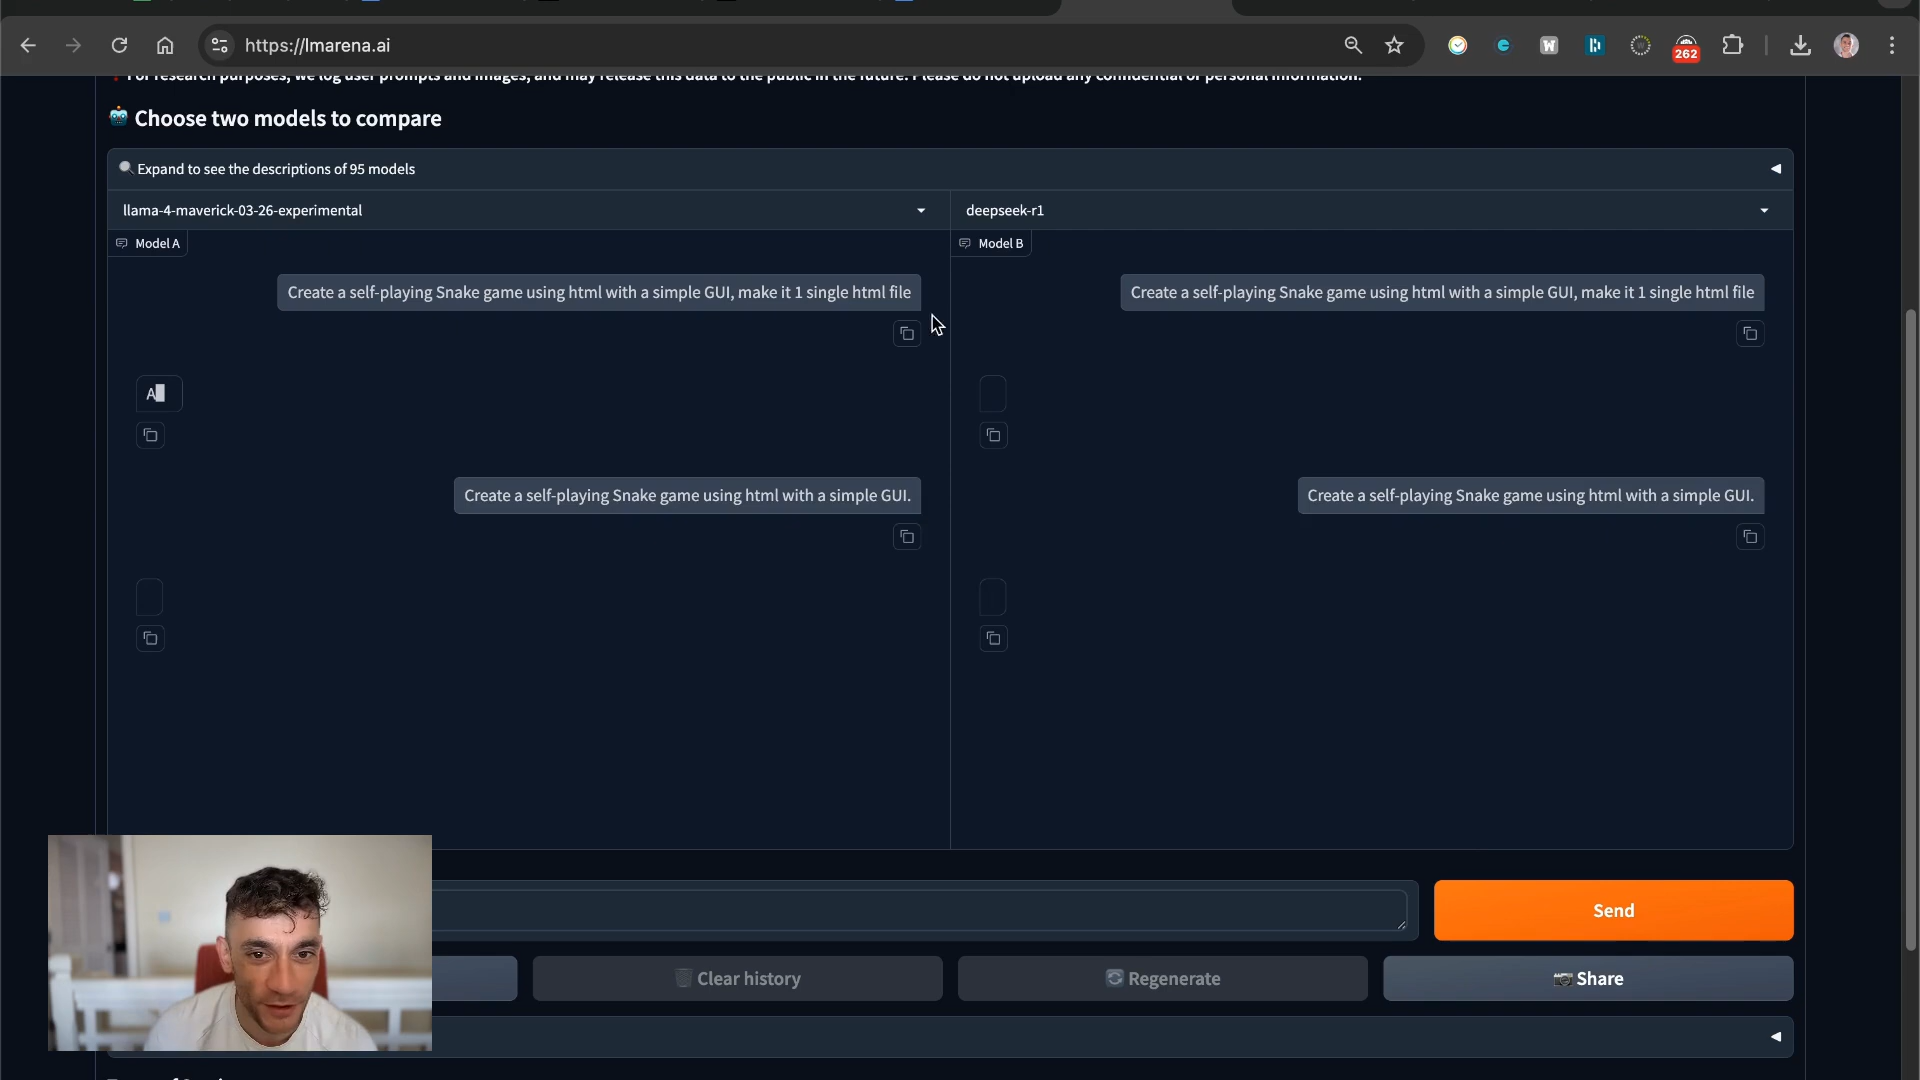 https://lmarena.ai
W
262
For research purposes, we log user prompts and images, and may release this data to the public in the future. Please do not upload any confidential or personal information.
Choose two models to compare
Expand to see the descriptions of 95 models
llama-4-maverick-03-26-experimental
deepseek-r1
Model A
Model B
Create a self-playing Snake game using html with a simple GUI, make it 1 single html file
Create a self-playing Snake game using html with a simple GUI, make it 1 single html file
A
Create a self-playing Snake game using html with a simple GUI.
Create a self-playing Snake game using html with a simple GUI.
Send
Clear history
Regenerate
Share